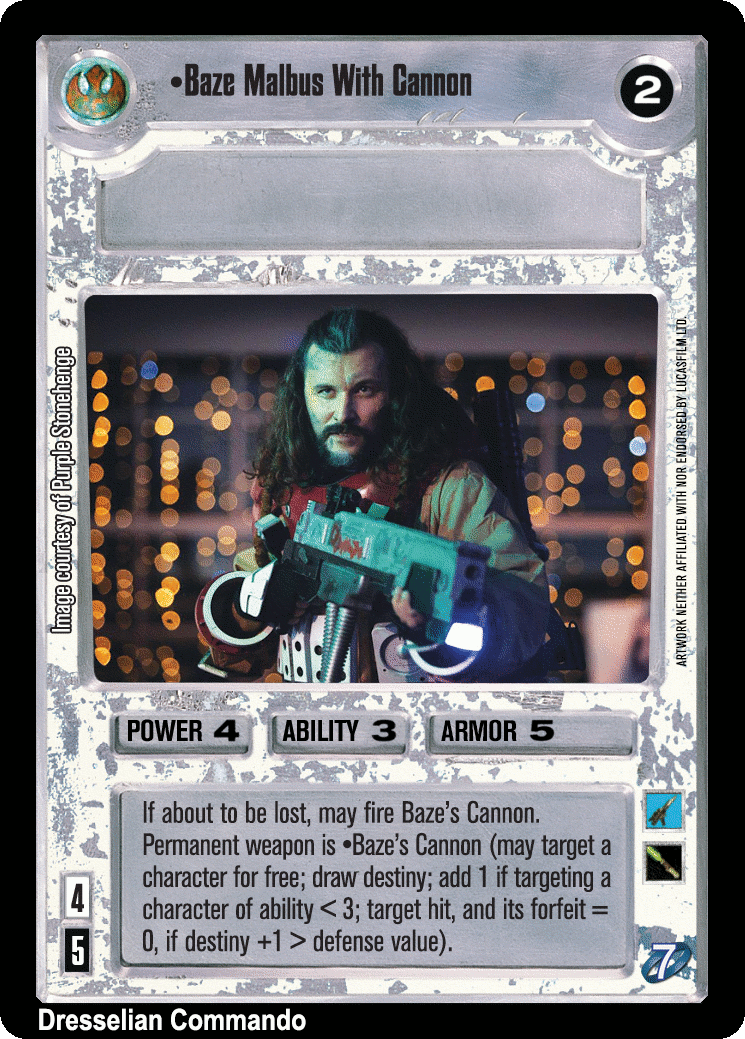 •Baze Malbus With Cannon
2
Image courtesy of Purple Stonehenge
ARTWORK NEITHER AFFILIATED WITH NOR ENDORSED BY LUCASFILM LTD.
POWER 4
ABILITY 3
ARMOR 5
If about to be lost, may fire Baze's Cannon.
Permanent weapon is •Baze's Cannon (may target a
character for free; draw destiny; add 1 if targeting a
character of ability < 3; target hit, and its forfeit =
0, if destiny +1 > defense value).
4
5
7
Dresselian Commando